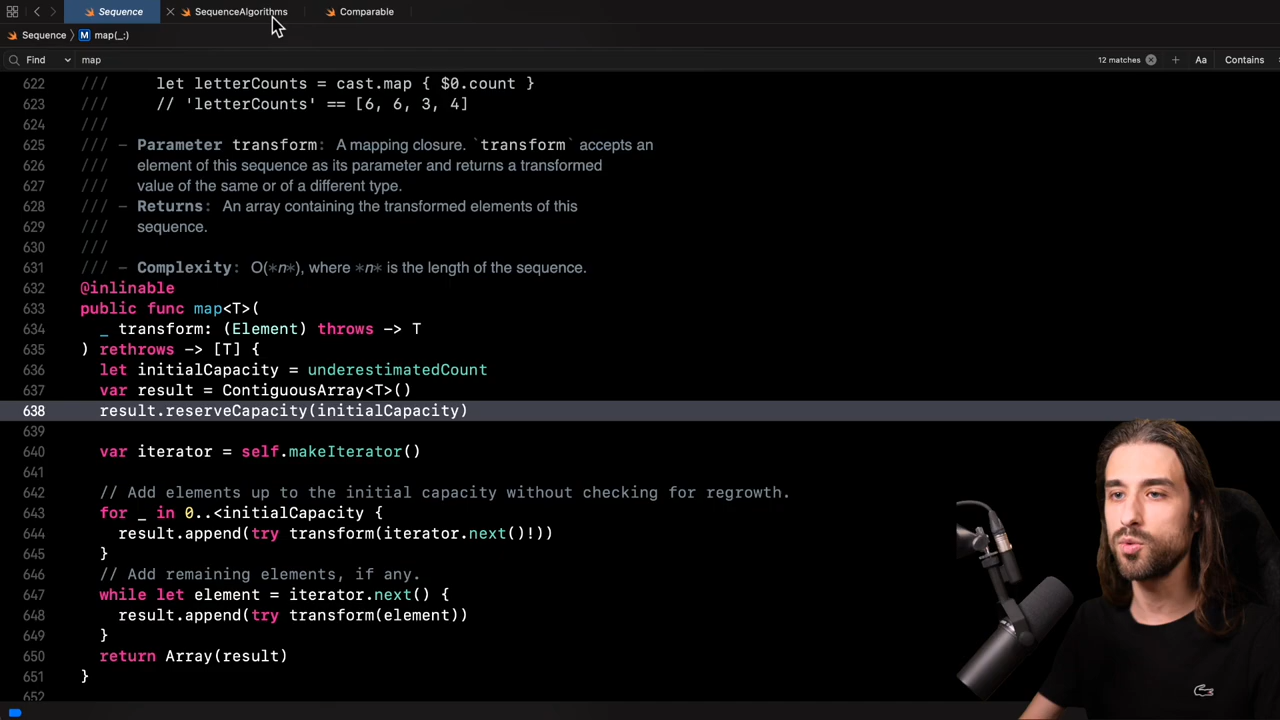 Sequence
SequenceAlgorithms
Comparable
Sequence
M map(_:)
Find
map
12 matches
Aa
Contains
622 /// let letterCounts = cast.map { $0.count }
623 /// // 'letterCounts' == [6, 6, 3, 4]
624 ///
625 /// - Parameter transform: A mapping closure. `transform` accepts an
626 /// element of this sequence as its parameter and returns a transformed
627 /// value of the same or of a different type.
628 /// - Returns: An array containing the transformed elements of this
629 /// sequence.
630 ///
631 /// - Complexity: O(*n*), where *n* is the length of the sequence.
632 @inlinable
633 public func map<T>(
634 _ transform: (Element) throws -> T
635 ) rethrows -> [T] {
636 let initialCapacity = underestimatedCount
637 var result = ContiguousArray<T>()
638 result.reserveCapacity(initialCapacity)
639
640 var iterator = self.makeIterator()
641
642 // Add elements up to the initial capacity without checking for regrowth.
643 for _ in 0..<initialCapacity {
644 result.append(try transform(iterator.next()!))
645 }
646 // Add remaining elements, if any.
647 while let element = iterator.next() {
648 result.append(try transform(element))
649 }
650 return Array(result)
651 }
652